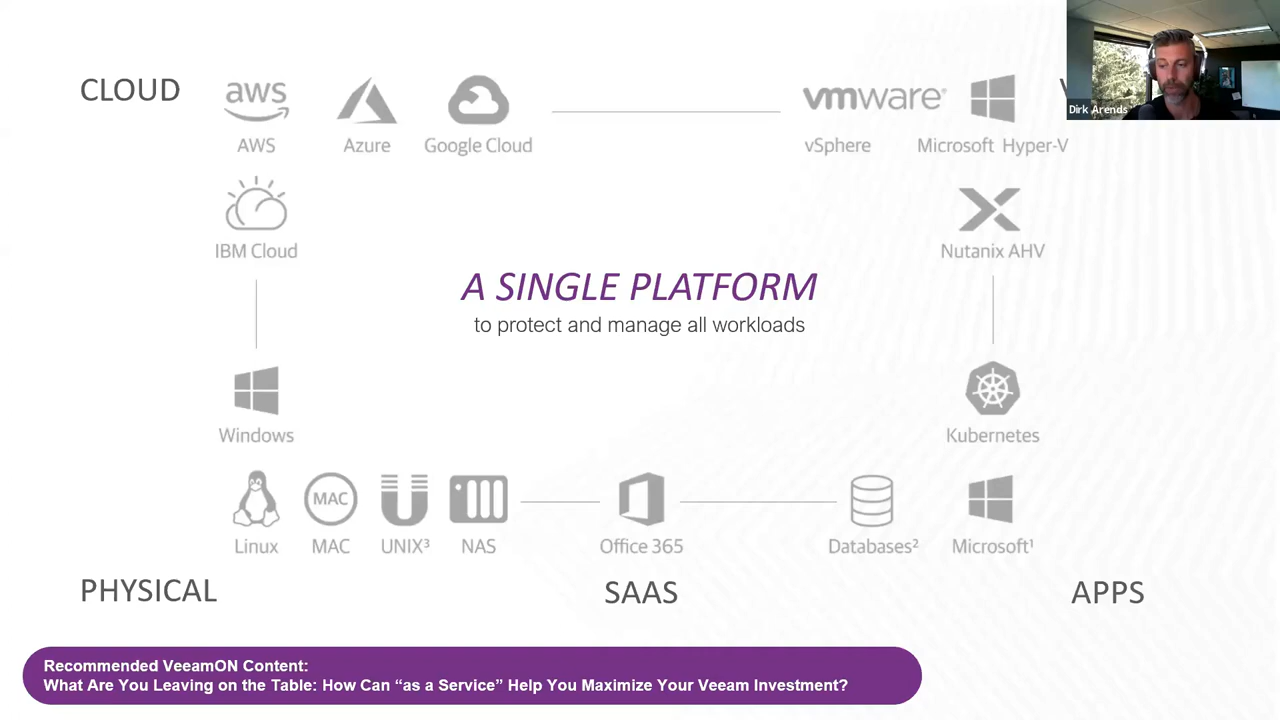 CLOUD
aws
AWS
Azure
Google Cloud
vmware®
vSphere
Microsoft Hyper-V
Dirk Arends
IBM Cloud
Nutanix AHV
A SINGLE PLATFORM
to protect and manage all workloads
Windows
Kubernetes
MAC
Linux
MAC
UNIX³
NAS
Office 365
Databases²
Microsoft¹
PHYSICAL
SAAS
APPS
Recommended VeeamON Content:
What Are You Leaving on the Table: How Can “as a Service” Help You Maximize Your Veeam Investment?